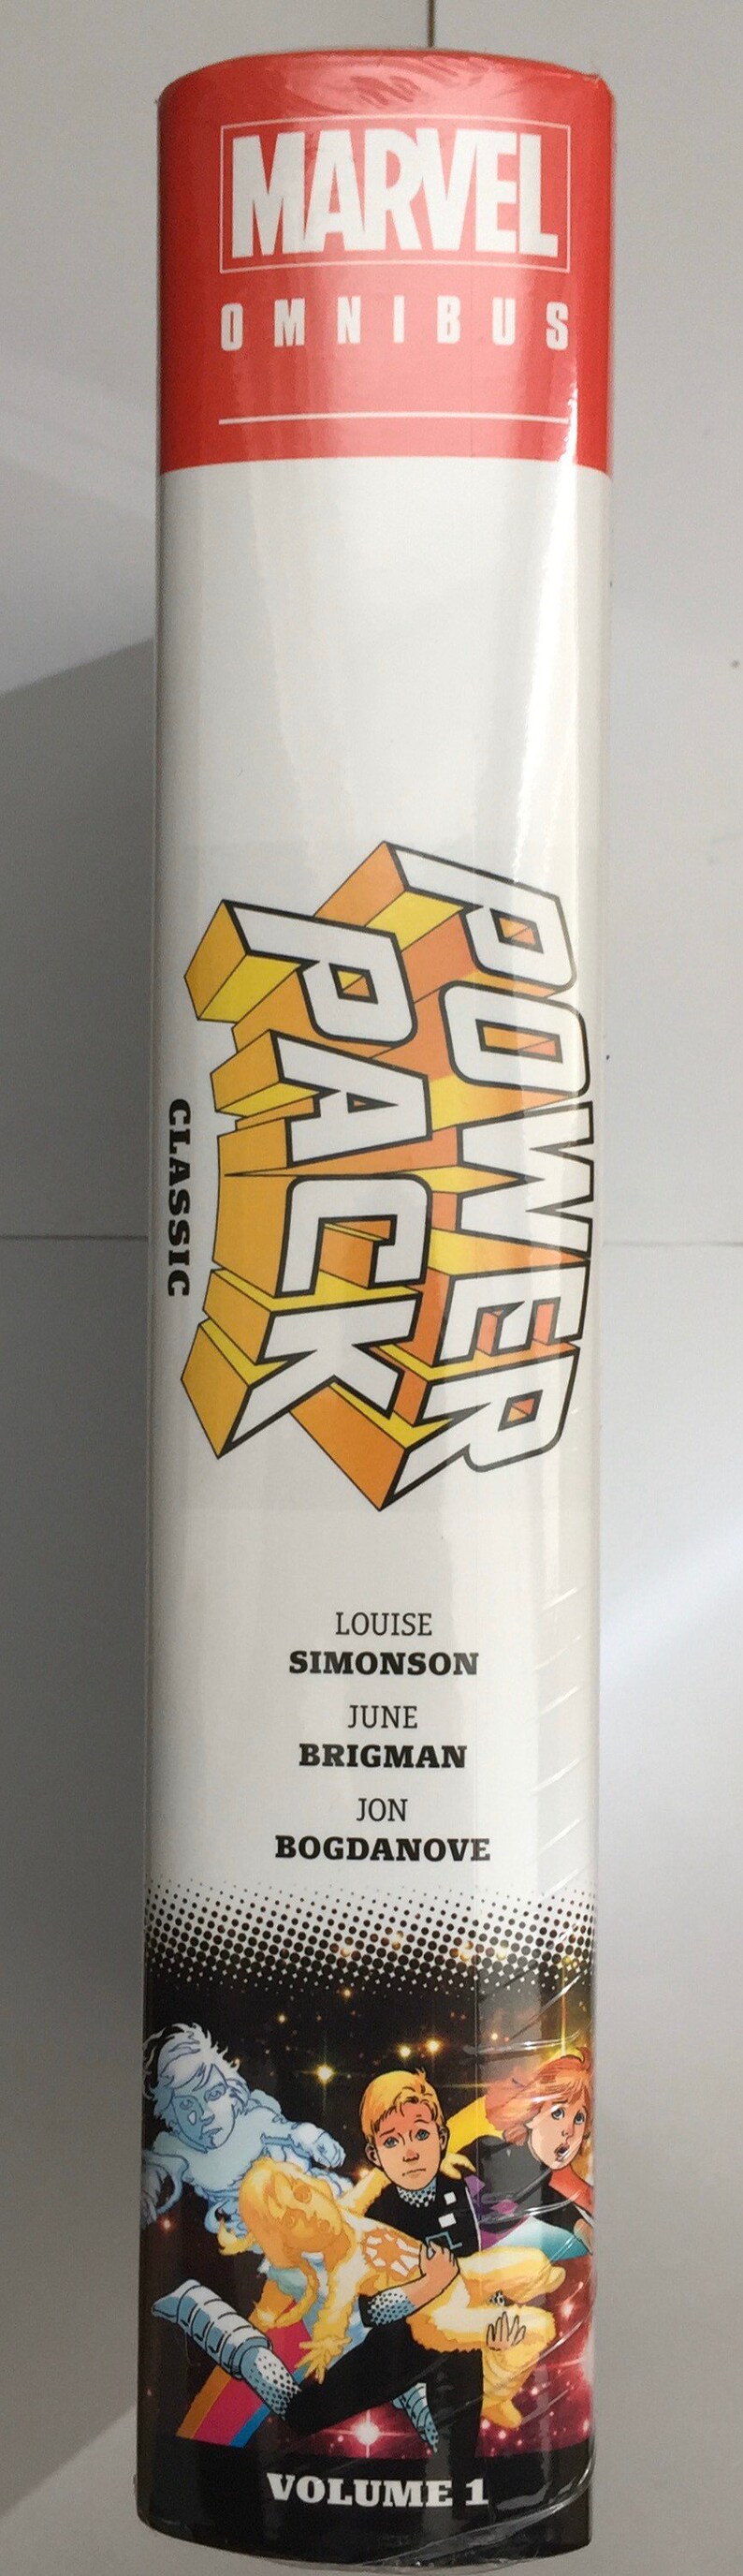 MARVEL
OMNIBUS
POWER
PACK
CLASSIC
LOUISE
SIMONSON
JUNE
BRIGMAN
JON
BOGDANOVE
VOLUME 1